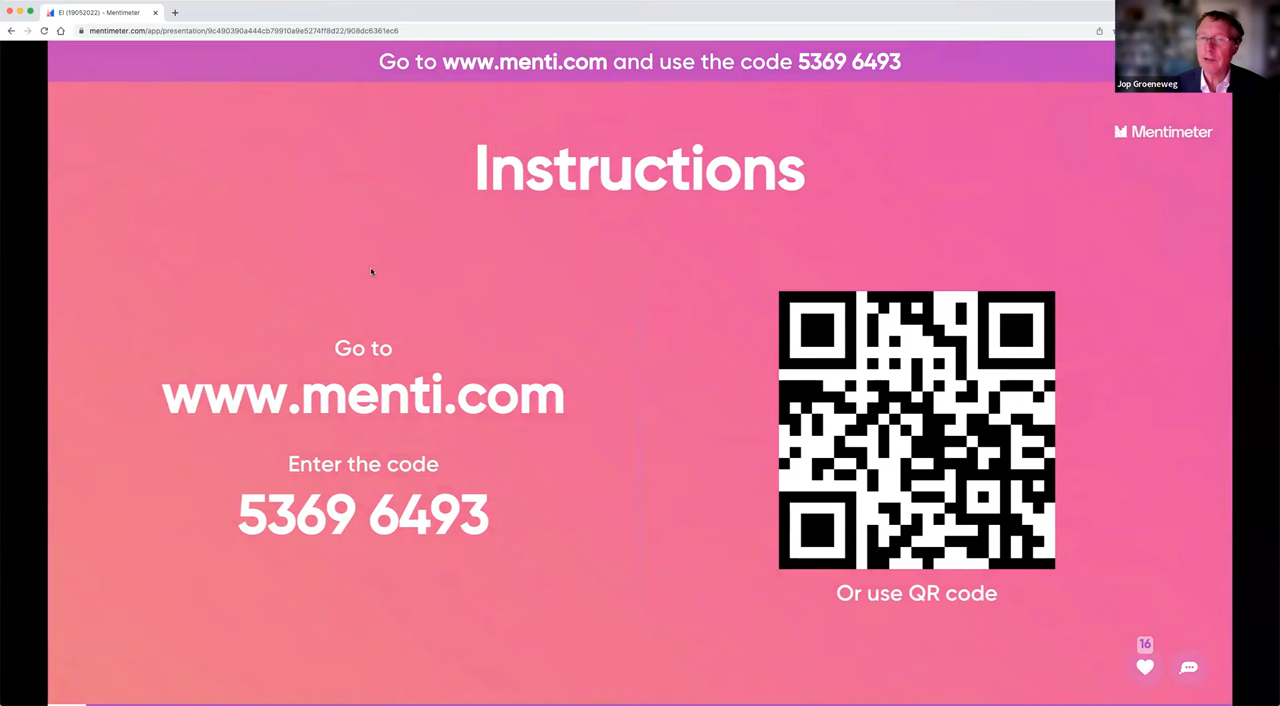 EI (19052022) - Mentimeter
mentimeter.com/app/presentation/9c490390a444cb79910a9e5274ff8d22/908dc6361ec6
Go to www.menti.com and use the code 5369 6493
Jop Groeneweg
Mentimeter
Instructions
Go to
www.menti.com
Enter the code
5369 6493
Or use QR code
16